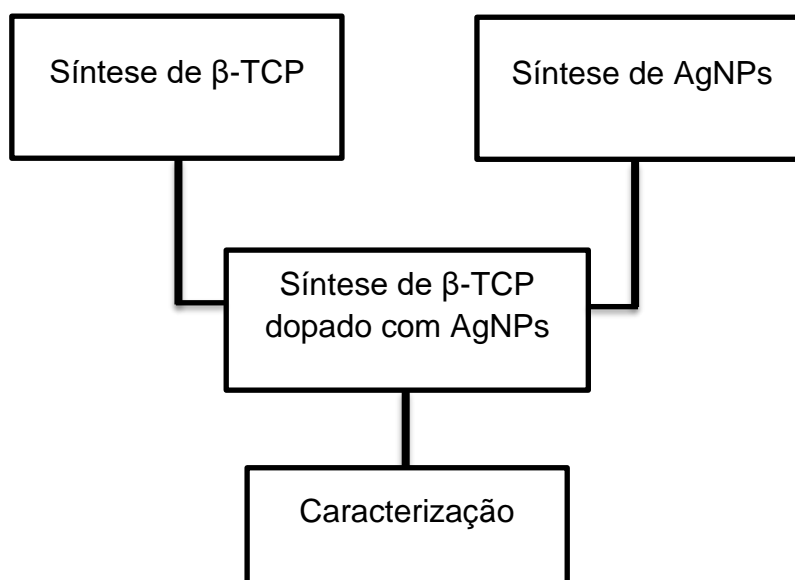 Síntese de β-TCP
Síntese de AgNPs
Síntese de β-TCP
dopado com AgNPs
Caracterização